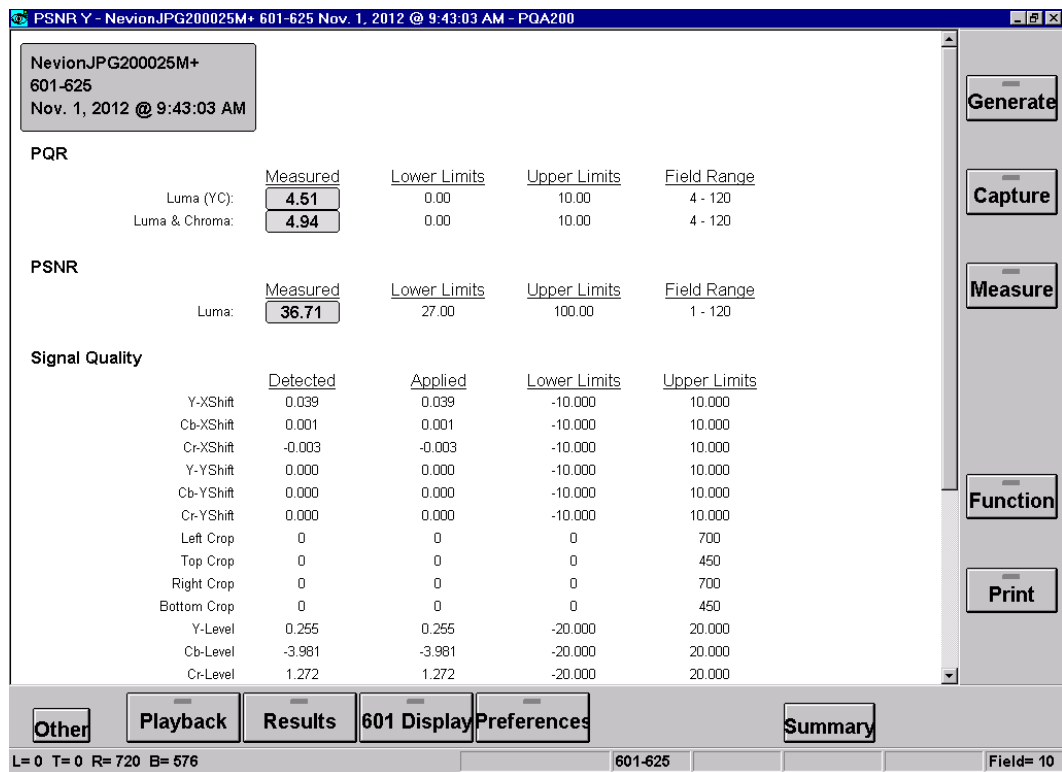 PSNR Y - NevionJPG200025M+ 601-625 Nov. 1, 2012 @ 9:43:03 AM - PQA200
NevionJPG200025M+
601-625
Nov. 1, 2012 @ 9:43:03 AM
PQR
Measured Lower Limits Upper Limits Field Range
Luma (YC): 4.51 0.00 10.00 4 - 120
Luma & Chroma: 4.94 0.00 10.00 4 - 120
PSNR
Measured Lower Limits Upper Limits Field Range
Luma: 36.71 27.00 100.00 1 - 120
Signal Quality
Detected Applied Lower Limits Upper Limits
Y-XShift 0.039 0.039 -10.000 10.000
Cb-XShift 0.001 0.001 -10.000 10.000
Cr-XShift -0.003 -0.003 -10.000 10.000
Y-YShift 0.000 0.000 -10.000 10.000
Cb-YShift 0.000 0.000 -10.000 10.000
Cr-YShift 0.000 0.000 -10.000 10.000
Left Crop 0 0 0 700
Top Crop 0 0 0 450
Right Crop 0 0 0 700
Bottom Crop 0 0 0 450
Y-Level 0.255 0.255 -20.000 20.000
Cb-Level -3.981 -3.981 -20.000 20.000
Cr-Level 1.272 1.272 -20.000 20.000
Generate
Capture
Measure
Function
Print
Other Playback Results 601 Display Preferences Summary
L= 0 T= 0 R= 720 B= 576 601-625 Field= 10